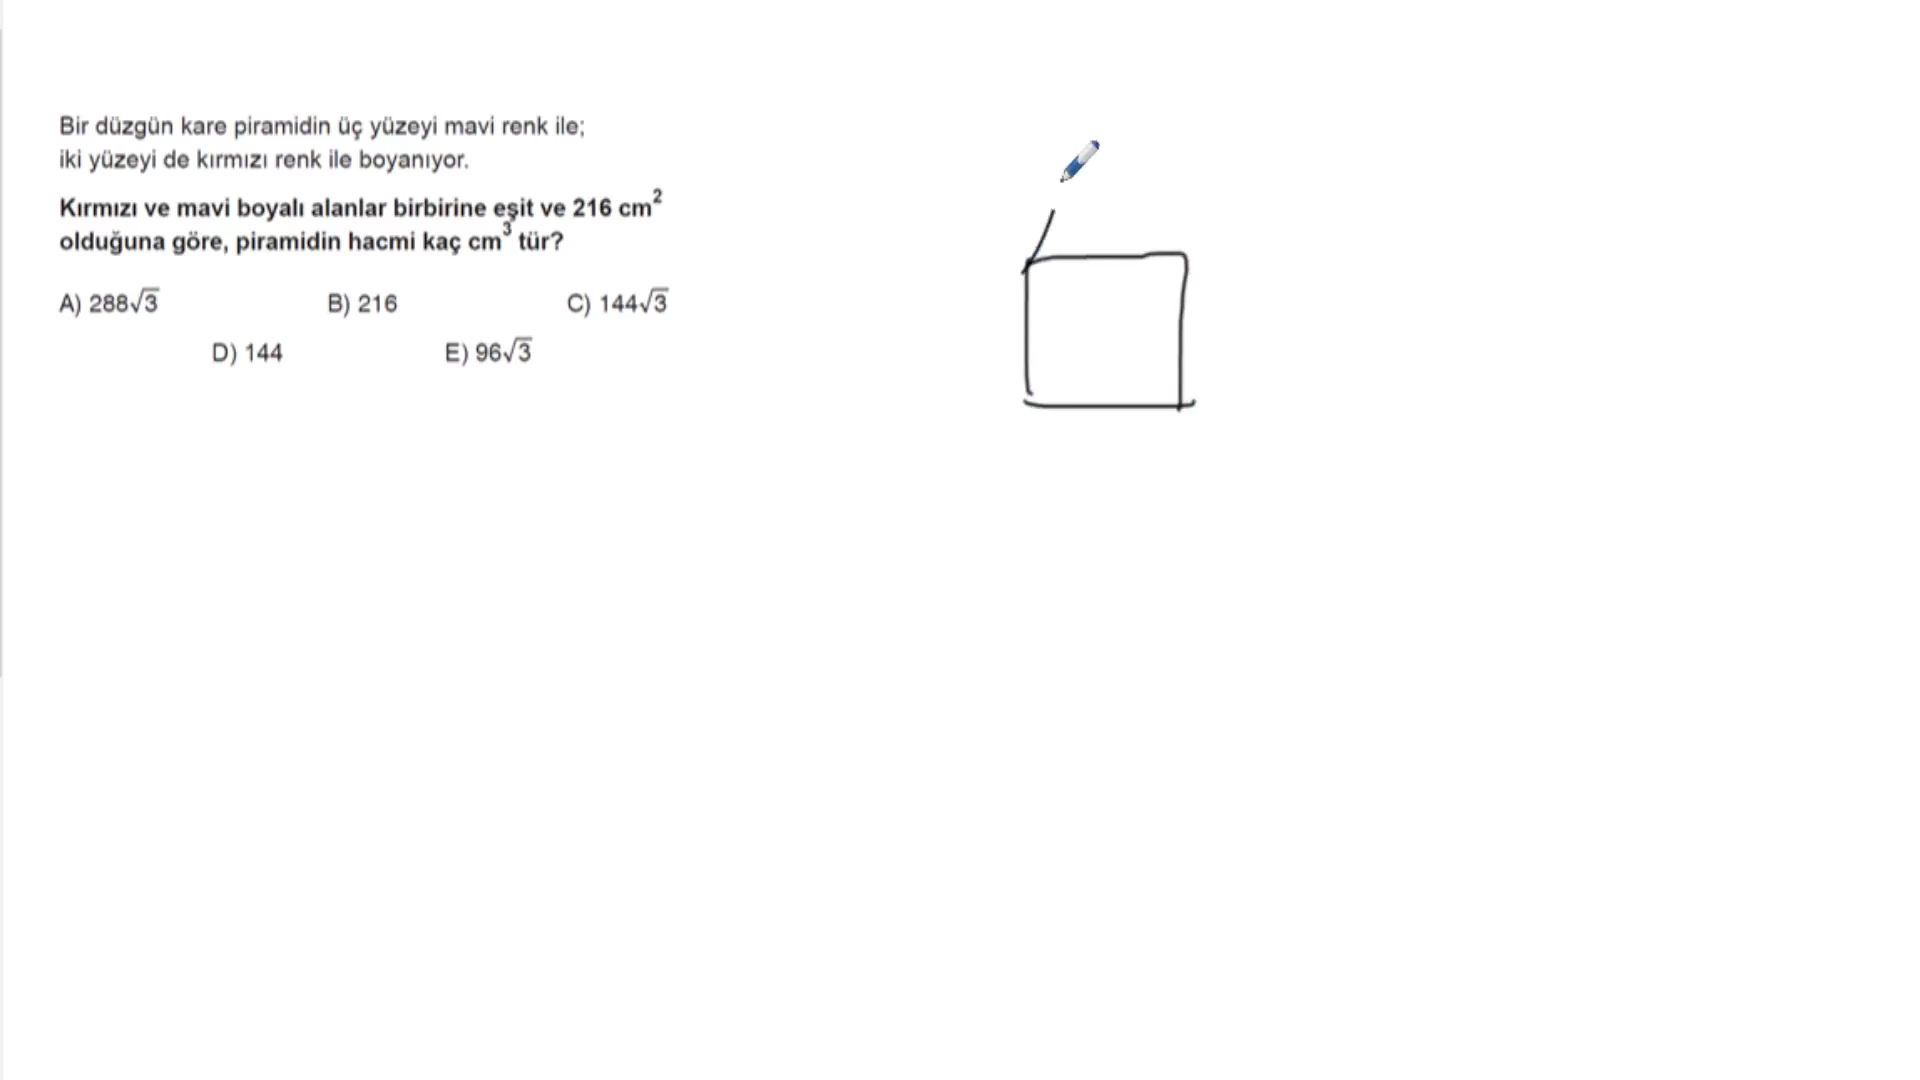 Bir düzgün kare piramidin üç yüzeyi mavi renk ile;
iki yüzeyi de kırmızı renk ile boyanıyor.
Kırmızı ve mavi boyalı alanlar birbirine eşit ve 216 cm²
olduğuna göre, piramidin hacmi kaç cm³ tür?
A) 288√3 B) 216 C) 144√3
D) 144 E) 96√3